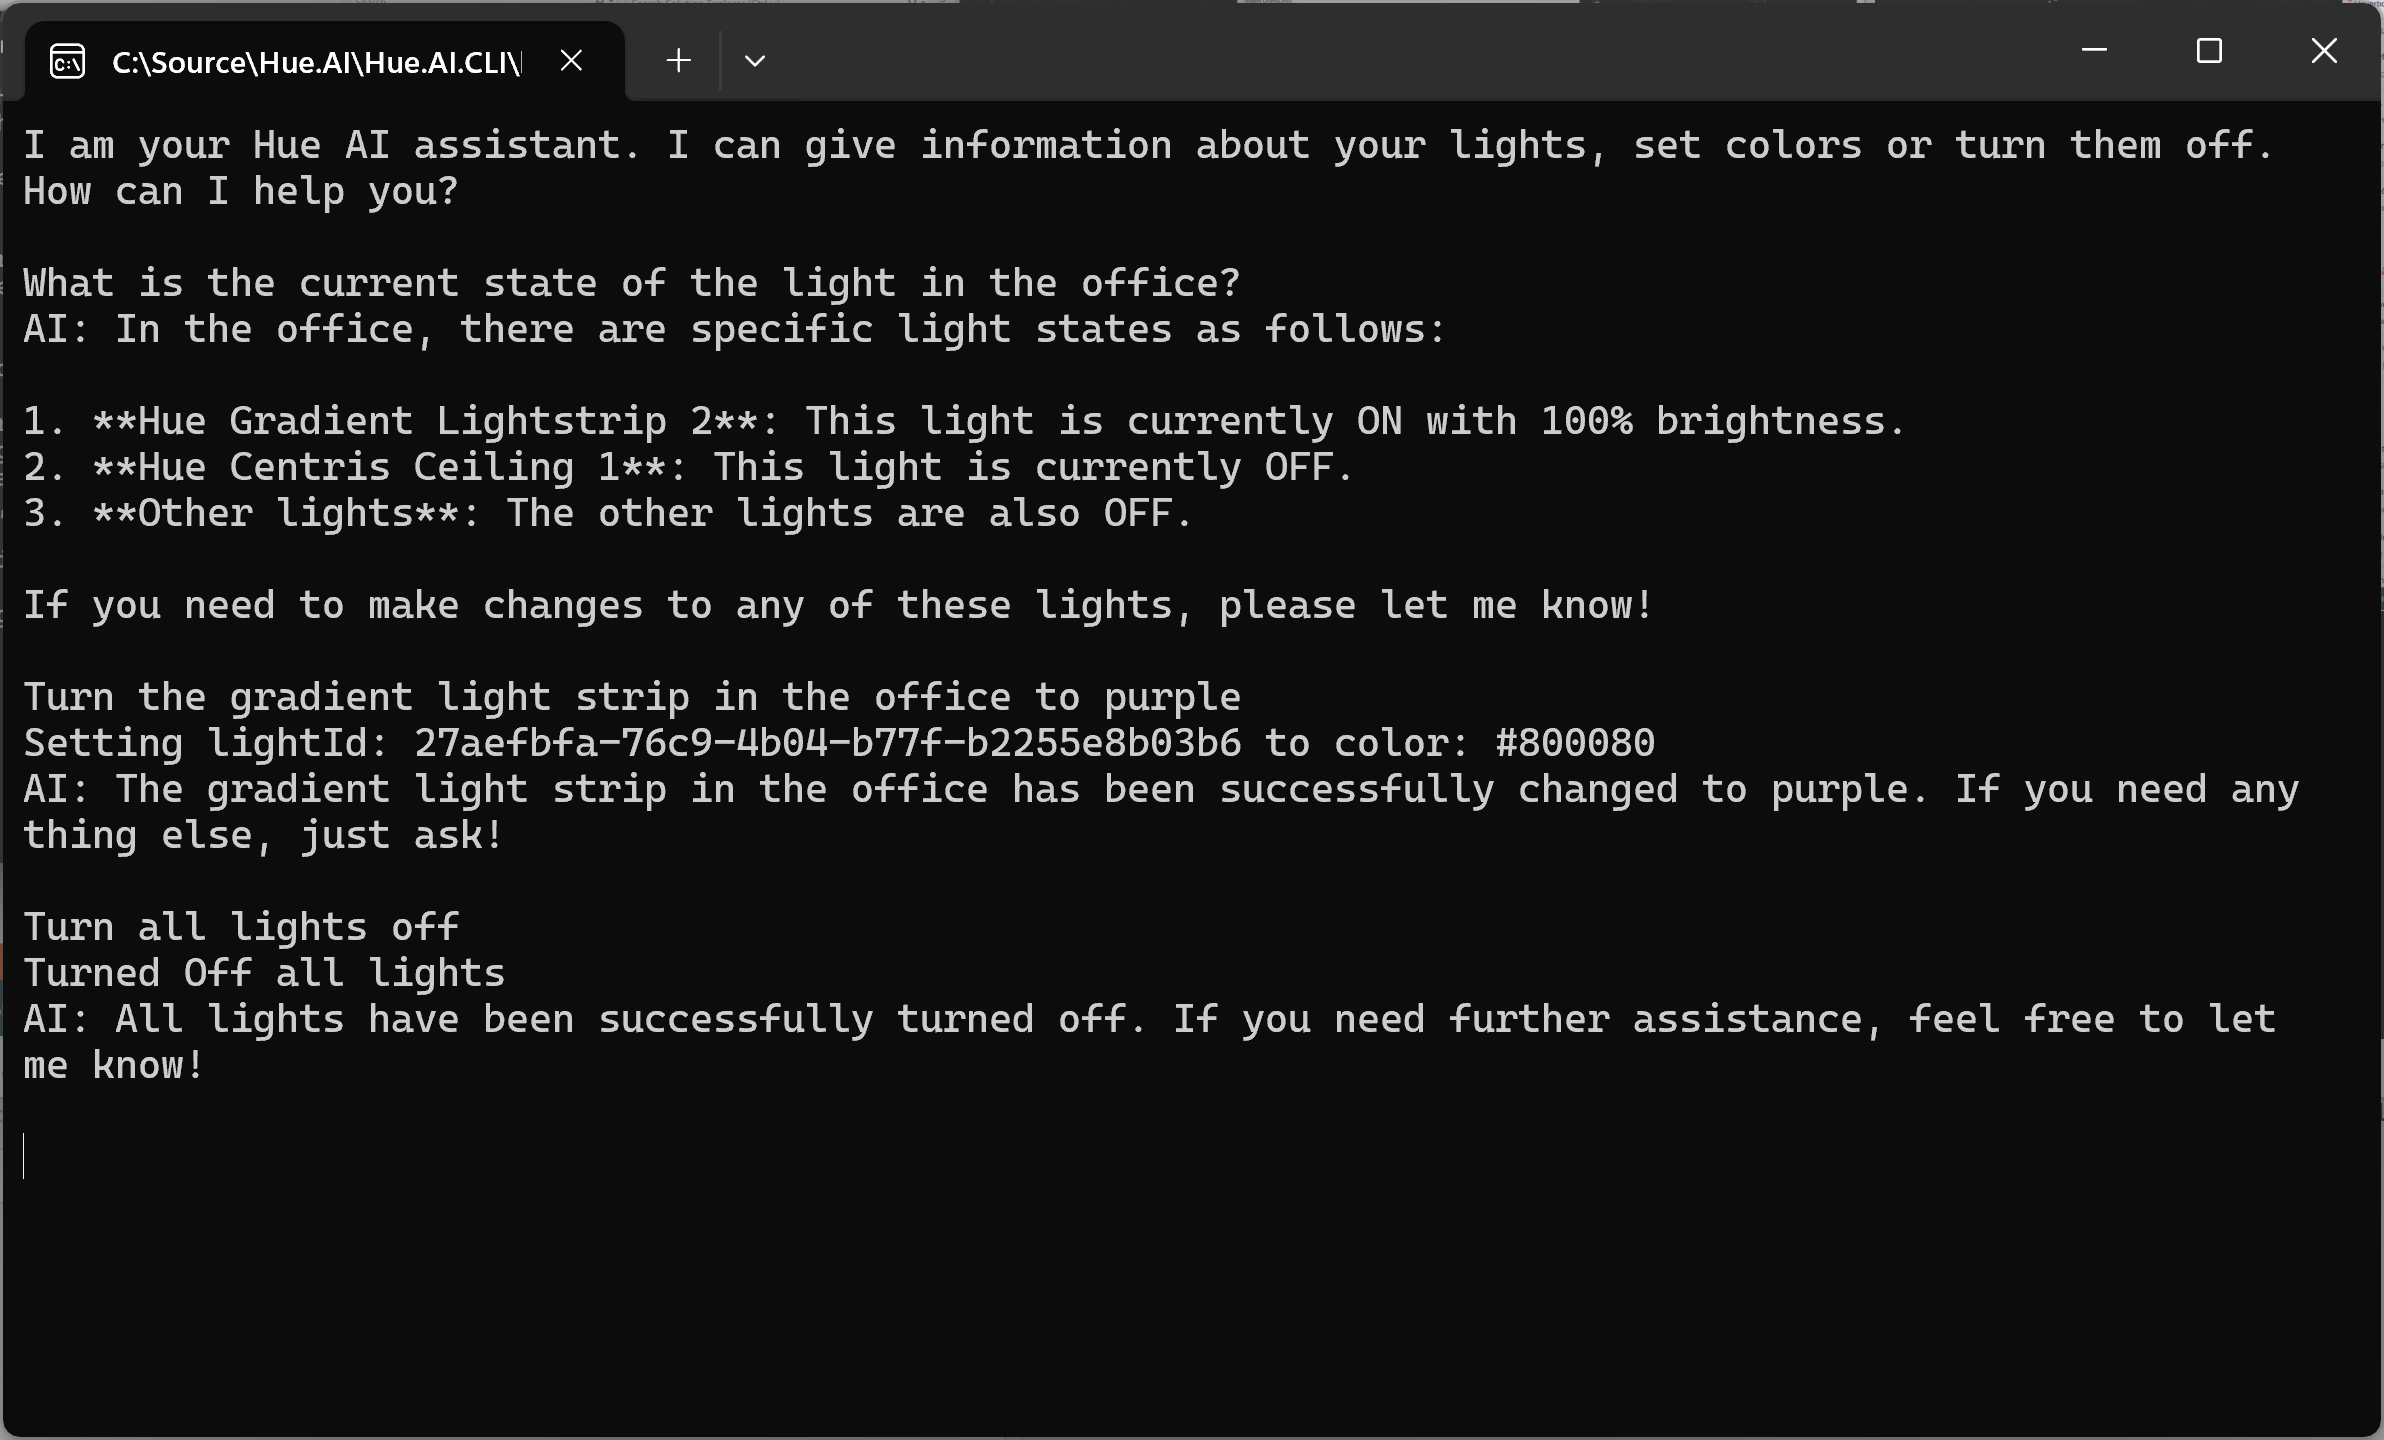 C:\Source\Hue.AI\Hue.AI.CLI\
I am your Hue AI assistant. I can give information about your lights, set colors or turn them off.
How can I help you?
What is the current state of the light in the office?
AI: In the office, there are specific light states as follows:
1. **Hue Gradient Lightstrip 2**: This light is currently ON with 100% brightness.
2. **Hue Centris Ceiling 1**: This light is currently OFF.
3. **Other lights**: The other lights are also OFF.
If you need to make changes to any of these lights, please let me know!
Turn the gradient light strip in the office to purple
Setting lightId: 27aefbfa-76c9-4b04-b77f-b2255e8b03b6 to color: #800080
AI: The gradient light strip in the office has been successfully changed to purple. If you need any
thing else, just ask!
Turn all lights off
Turned Off all lights
AI: All lights have been successfully turned off. If you need further assistance, feel free to let
me know!